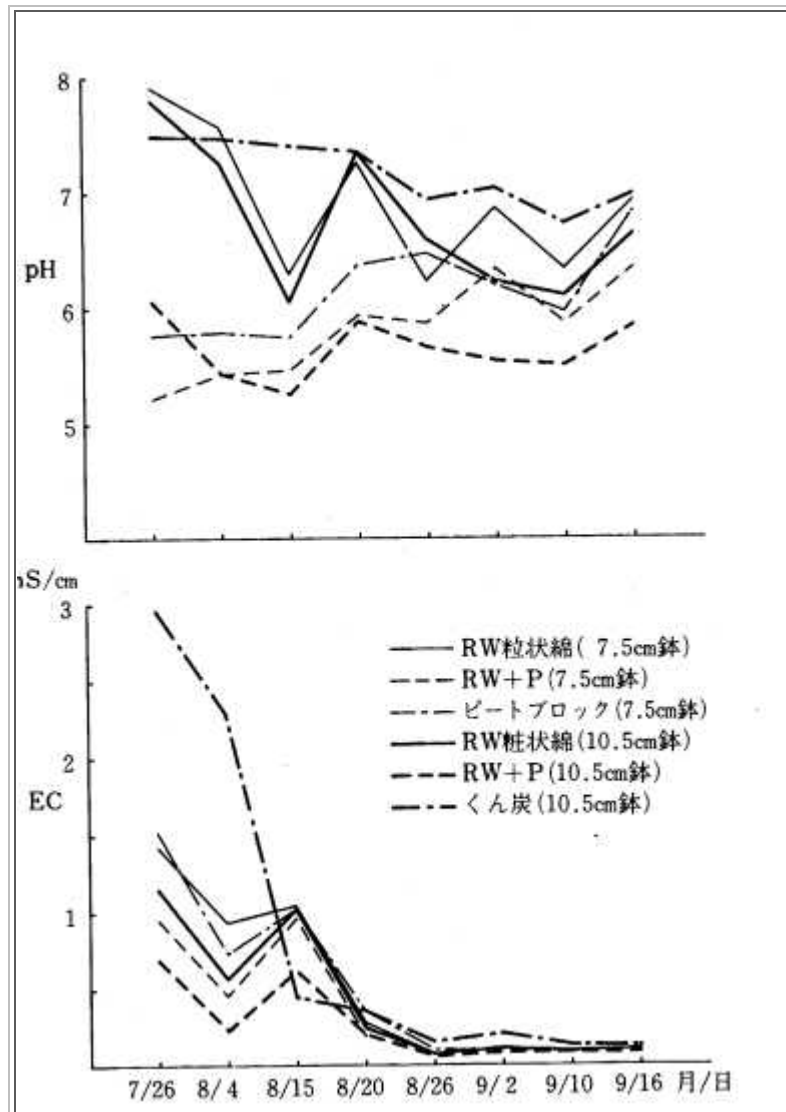 8
7
pH
6
5
mS/cm
3
RW粒状綿( 7.5cm鉢)
RW+P(7.5cm鉢)
ピートブロック(7.5cm鉢)
2
RW粧状綿(10.5cm鉢)
RW+P(10.5cm鉢)
EC
くん炭(10.5cm鉢)
1
7/26 8/4 8/15 8/20 8/26 9/2 9/10 9/16 月/日